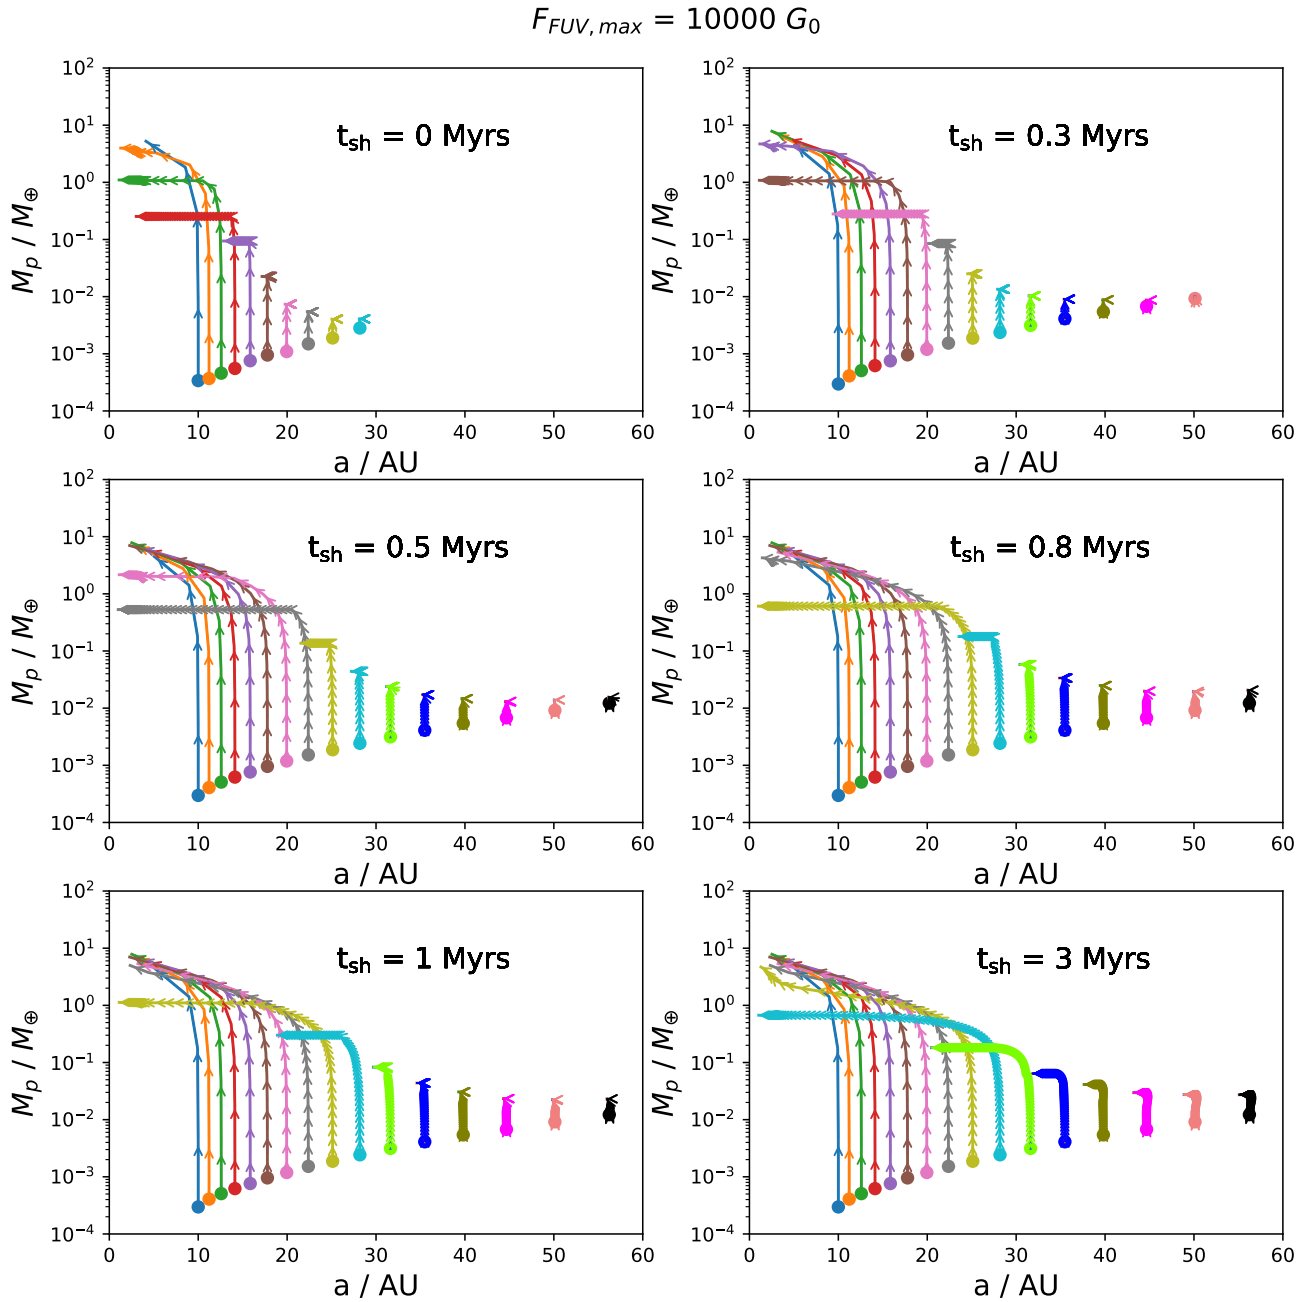 F_FUV,max = 10000 G_0
t_sh = 0 Myrs
10^2
10^1
10^0
10^-1
10^-2
10^-3
10^-4
M_p / M_⊕
0 10 20 30 40 50 60
a / AU
t_sh = 0.3 Myrs
10^2
10^1
10^0
10^-1
10^-2
10^-3
10^-4
M_p / M_⊕
0 10 20 30 40 50 60
a / AU
t_sh = 0.5 Myrs
10^2
10^1
10^0
10^-1
10^-2
10^-3
10^-4
M_p / M_⊕
0 10 20 30 40 50 60
a / AU
t_sh = 0.8 Myrs
10^2
10^1
10^0
10^-1
10^-2
10^-3
10^-4
M_p / M_⊕
0 10 20 30 40 50 60
a / AU
t_sh = 1 Myrs
10^2
10^1
10^0
10^-1
10^-2
10^-3
10^-4
M_p / M_⊕
0 10 20 30 40 50 60
a / AU
t_sh = 3 Myrs
10^2
10^1
10^0
10^-1
10^-2
10^-3
10^-4
M_p / M_⊕
0 10 20 30 40 50 60
a / AU